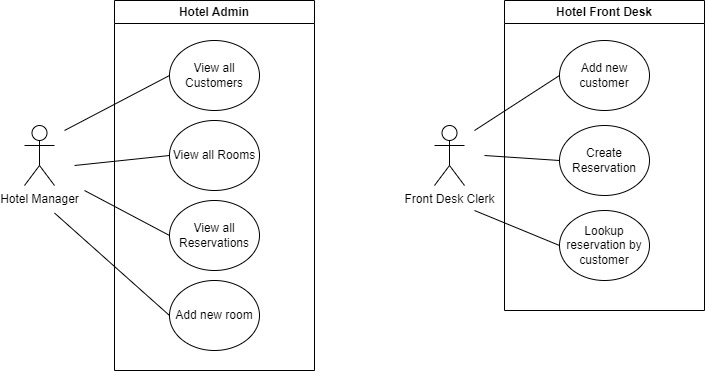 Hotel Admin
View all
Customers
View all Rooms
Hotel Manager
View all
Reservations
Add new room
Hotel Front Desk
Add new
customer
Create
Reservation
Front Desk Clerk
Lookup
reservation by
customer